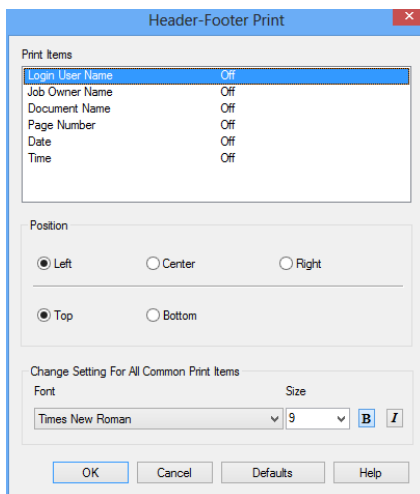 Header-Footer Print
Print Items
Login User Name Off
Job Owner Name Off
Document Name Off
Page Number Off
Date Off
Time Off
Position
Left Center Right
Top Bottom
Change Setting For All Common Print Items
Font Size
Times New Roman 9 B I
OK Cancel Defaults Help